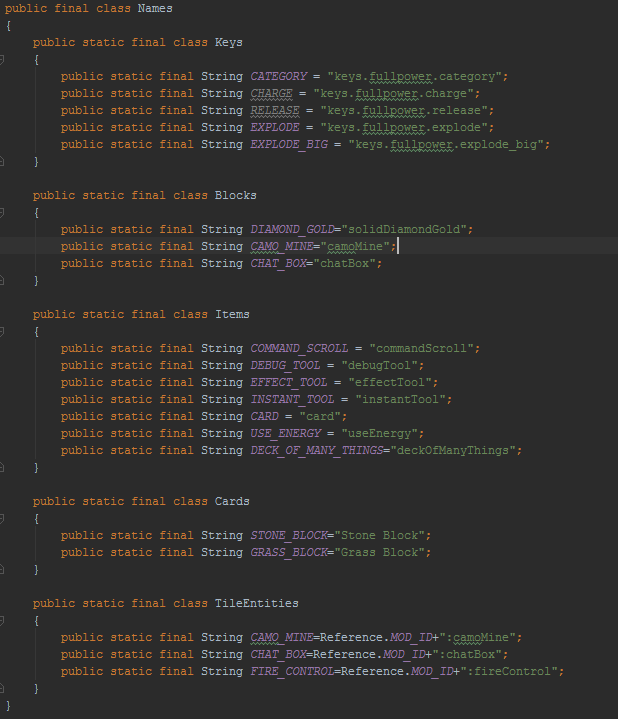 public final class Names
{
public static final class Keys
{
public static final String CATEGORY = "keys.fullpower.category";
public static final String CHARGE = "keys.fullpower.charge";
public static final String RELEASE = "keys.fullpower.release";
public static final String EXPLODE = "keys.fullpower.explode";
public static final String EXPLODE_BIG = "keys.fullpower.explode_big";
}
public static final class Blocks
{
public static final String DIAMOND_GOLD="solidDiamondGold";
public static final String CAMO_MINE="camoMine";
public static final String CHAT_BOX="chatBox";
}
public static final class Items
{
public static final String COMMAND_SCROLL = "commandScroll";
public static final String DEBUG_TOOL = "debugTool";
public static final String EFFECT_TOOL = "effectTool";
public static final String INSTANT_TOOL = "instantTool";
public static final String CARD = "card";
public static final String USE_ENERGY = "useEnergy";
public static final String DECK_OF_MANY_THINGS="deckOfManyThings";
}
public static final class Cards
{
public static final String STONE_BLOCK="Stone Block";
public static final String GRASS_BLOCK="Grass Block";
}
public static final class TileEntities
{
public static final String CAMO_MINE=Reference.MOD_ID+":camoMine";
public static final String CHAT_BOX=Reference.MOD_ID+":chatBox";
public static final String FIRE_CONTROL=Reference.MOD_ID+":fireControl";
}
}